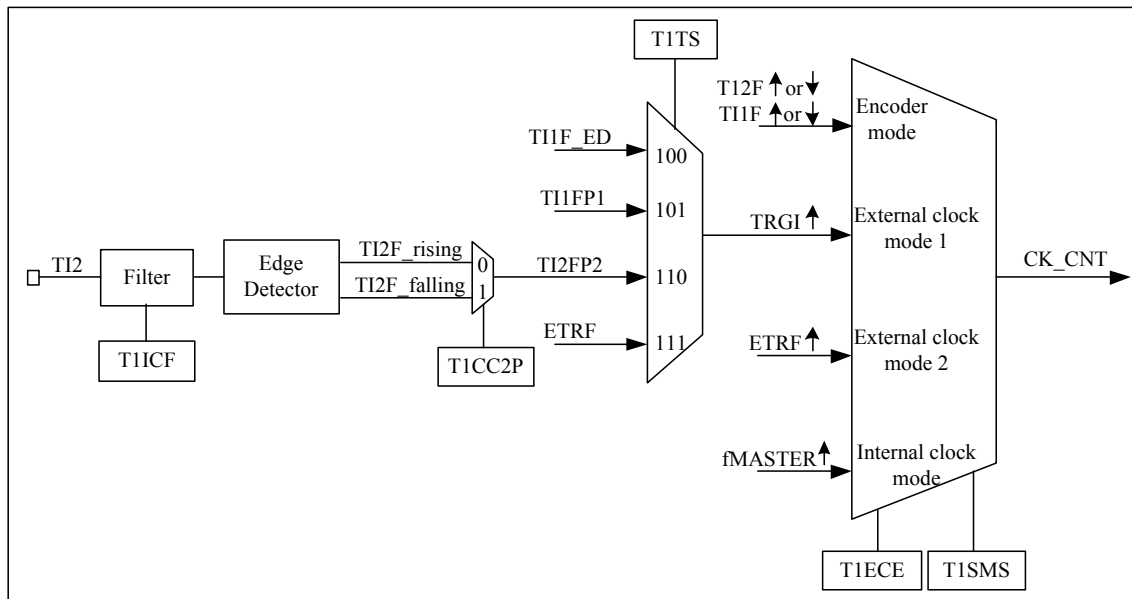 T1TS
T12F or
TI1F or
Encoder
mode
TI1F_ED
100
TI1FP1
101
TRGI
External clock
mode 1
TI2
Filter
Edge
Detector
TI2F_rising
TI2F_falling
0
1
TI2FP2
110
CK_CNT
ETRF
111
ETRF
External clock
mode 2
T1ICF
T1CC2P
fMASTER
Internal clock
mode
T1ECE
T1SMS